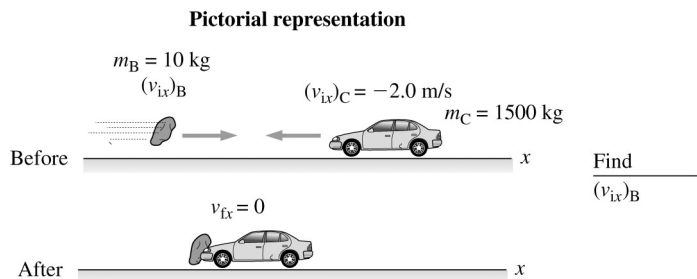 Pictorial representation
m_B = 10 kg
(v_ix)_B
(v_ix)_C = −2.0 m/s
m_C = 1500 kg
Before
x
Find
(v_ix)_B
v_fx = 0
After
x